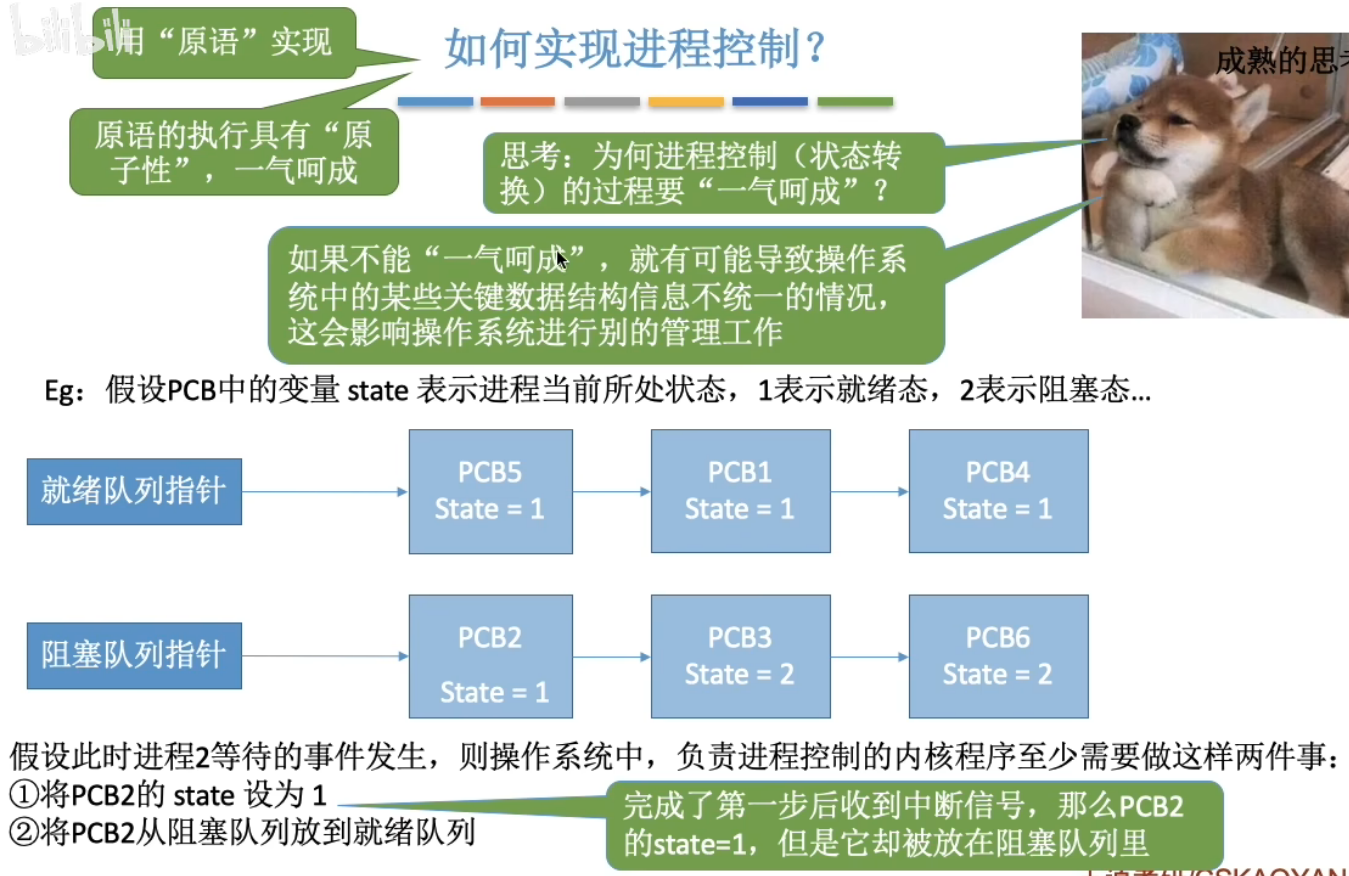 bilibili
用“原语”实现
如何实现进程控制？
成熟的思考
原语的执行具有“原
子性”，一气呵成
思考：为何进程控制（状态转
换）的过程要“一气呵成”？
如果不能“一气呵成”，就有可能导致操作系
统中的某些关键数据结构信息不统一的情况，
这会影响操作系统进行别的管理工作
Eg：假设PCB中的变量 state 表示进程当前所处状态，1表示就绪态，2表示阻塞态…
就绪队列指针
PCB5
State = 1
PCB1
State = 1
PCB4
State = 1
阻塞队列指针
PCB2
State = 1
PCB3
State = 2
PCB6
State = 2
假设此时进程2等待的事件发生，则操作系统中，负责进程控制的内核程序至少需要做这样两件事：
①将PCB2的 state 设为 1
②将PCB2从阻塞队列放到就绪队列
完成了第一步后收到中断信号，那么PCB2
的state=1，但是它却被放在阻塞队列里